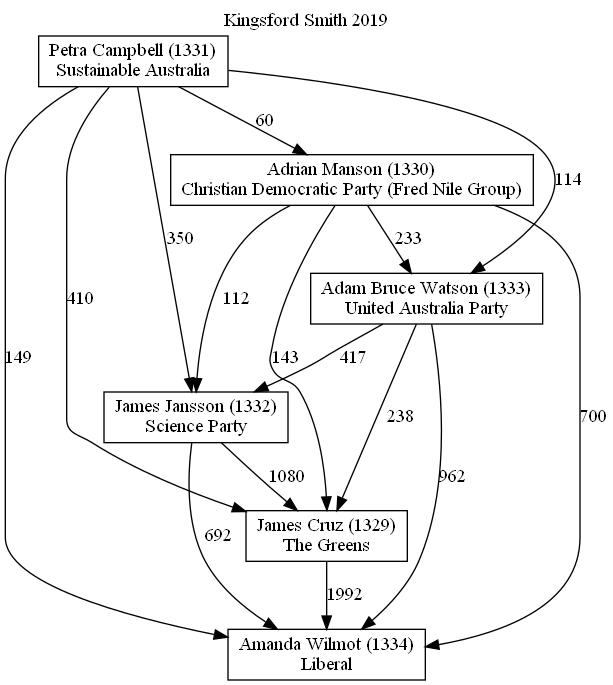 Kingsford Smith 2019
Petra Campbell (1331)
Sustainable Australia
60
Adrian Manson (1330)
Christian Democratic Party (Fred Nile Group)
114
350
233
410
112
Adam Bruce Watson (1333)
United Australia Party
149
143
417
James Jansson (1332)
Science Party
238
700
1080
962
692
James Cruz (1329)
The Greens
1992
Amanda Wilmot (1334)
Liberal